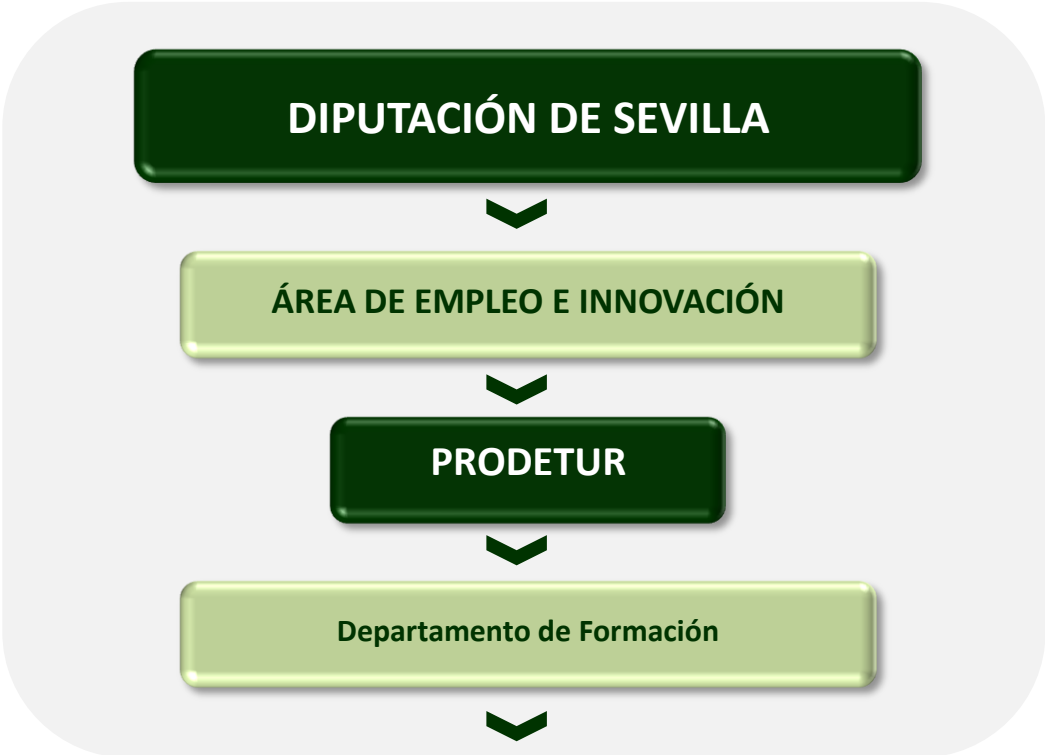 DIPUTACIÓN DE SEVILLA
ÁREA DE EMPLEO E INNOVACIÓN
PRODETUR
Departamento de Formación